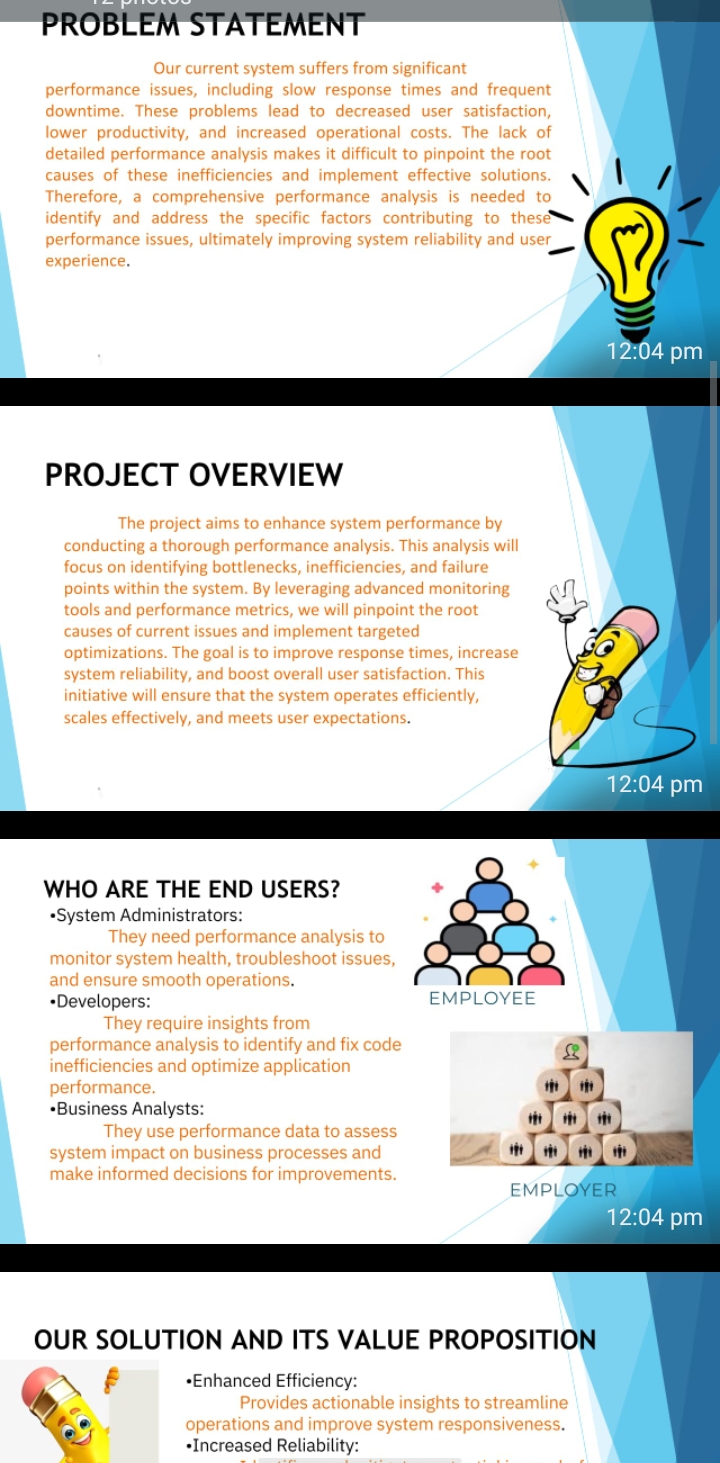 12 photos
PROBLEM STATEMENT
Our current system suffers from significant
performance issues, including slow response times and frequent
downtime. These problems lead to decreased user satisfaction,
lower productivity, and increased operational costs. The lack of
detailed performance analysis makes it difficult to pinpoint the root
causes of these inefficiencies and implement effective solutions.
Therefore, a comprehensive performance analysis is needed to
identify and address the specific factors contributing to these
performance issues, ultimately improving system reliability and user
experience.
12:04 pm
PROJECT OVERVIEW
The project aims to enhance system performance by
conducting a thorough performance analysis. This analysis will
focus on identifying bottlenecks, inefficiencies, and failure
points within the system. By leveraging advanced monitoring
tools and performance metrics, we will pinpoint the root
causes of current issues and implement targeted
optimizations. The goal is to improve response times, increase
system reliability, and boost overall user satisfaction. This
initiative will ensure that the system operates efficiently,
scales effectively, and meets user expectations.
12:04 pm
WHO ARE THE END USERS?
•System Administrators:
They need performance analysis to
monitor system health, troubleshoot issues,
and ensure smooth operations.
•Developers:
They require insights from
performance analysis to identify and fix code
inefficiencies and optimize application
performance.
•Business Analysts:
They use performance data to assess
system impact on business processes and
make informed decisions for improvements.
EMPLOYEE
EMPLOYER
12:04 pm
OUR SOLUTION AND ITS VALUE PROPOSITION
•Enhanced Efficiency:
Provides actionable insights to streamline
operations and improve system responsiveness.
•Increased Reliability: